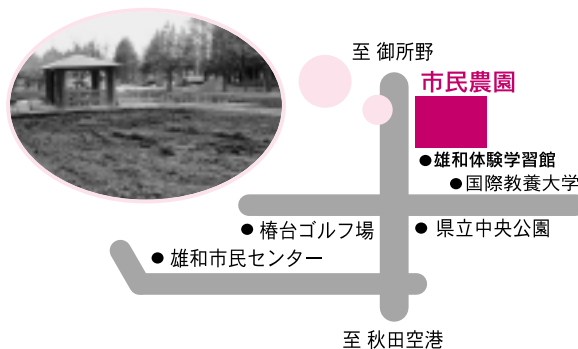 至 御所野
市民農園
●雄和体験学習館
●国際教養大学
●椿台ゴルフ場
●県立中央公園
●雄和市民センター
至 秋田空港